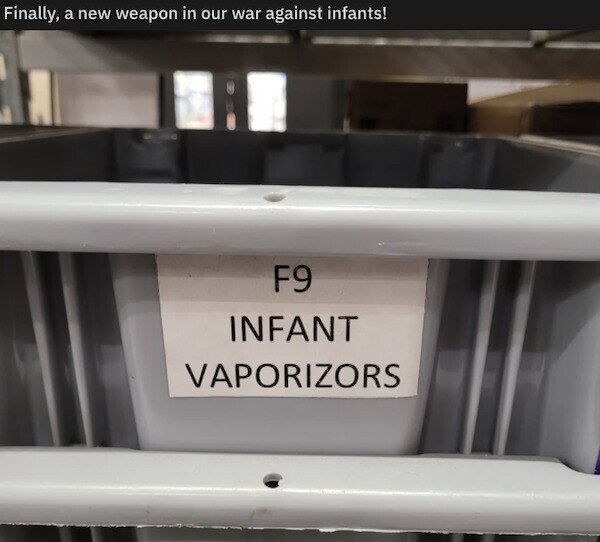 Finally, a new weapon in our war against infants!
F9
INFANT
VAPORIZORS